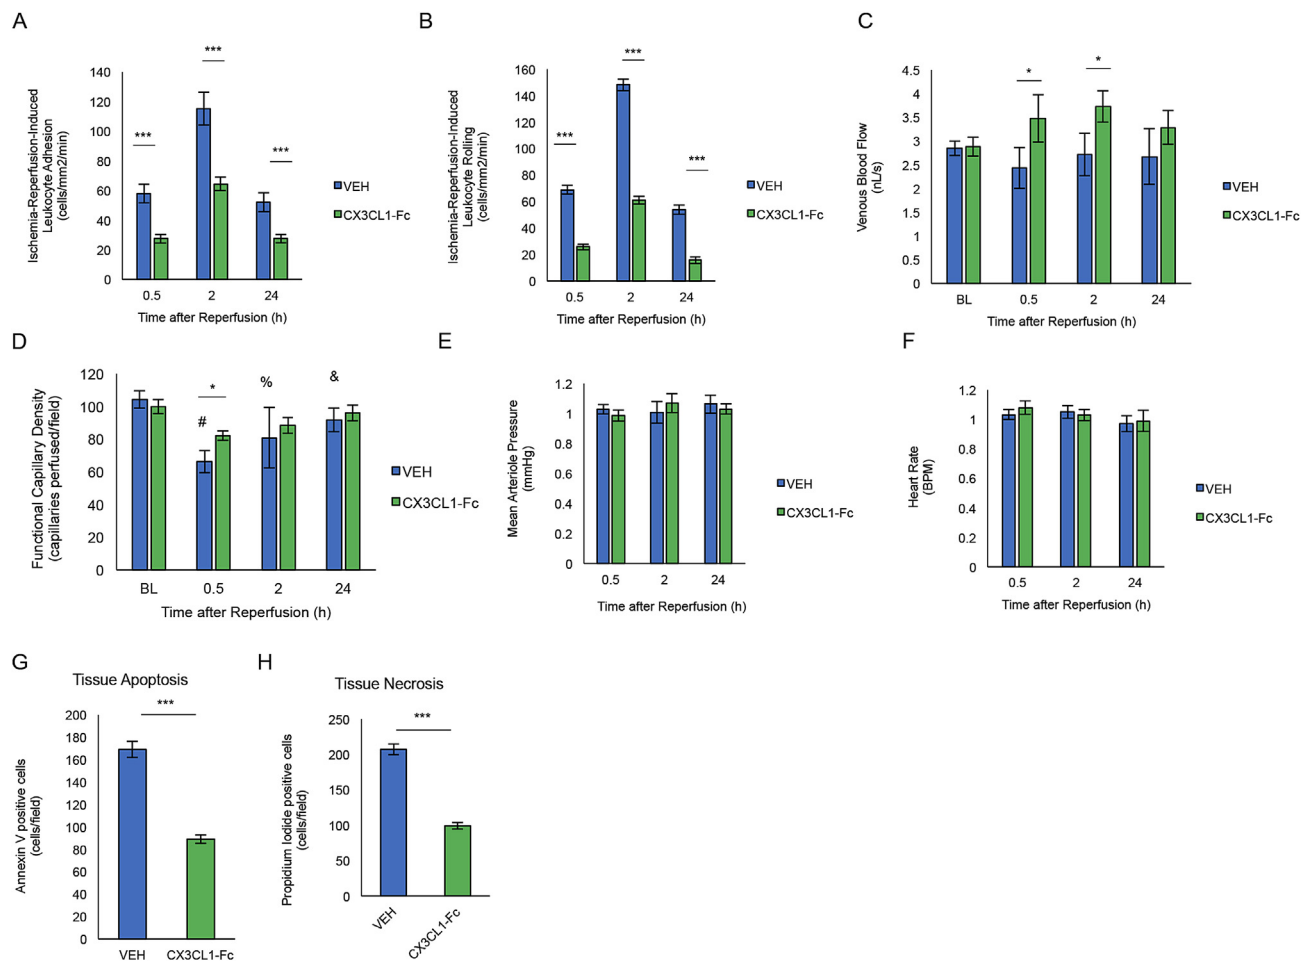 A
Ischemia-Reperfusion-Induced
Leukocyte Adhesion
(cells/mm2/min)
140
120
100
80
60
40
20
0
***
***
***
0.5 2 24
Time after Reperfusion (h)
VEH
CX3CL1-Fc
B
Ischemia-Reperfusion-Induced
Leukocyte Rolling
(cells/mm2/min)
160
140
120
100
80
60
40
20
0
***
***
***
0.5 2 24
Time after Reperfusion (h)
VEH
CX3CL1-Fc
C
Venous Blood Flow
(nL/s)
4.5
4
3.5
3
2.5
2
1.5
1
0.5
0
*
*
BL 0.5 2 24
Time after Reperfusion (h)
VEH
CX3CL1-Fc
D
Functional Capillary Density
(capillaries perfused/field)
120
100
80
60
40
20
0
#
*
%
&
BL 0.5 2 24
Time after Reperfusion (h)
VEH
CX3CL1-Fc
E
Mean Arteriole Pressure
(mmHg)
1.2
1
0.8
0.6
0.4
0.2
0
0.5 2 24
Time after Reperfusion (h)
VEH
CX3CL1-Fc
F
Heart Rate
(BPM)
1.2
1
0.8
0.6
0.4
0.2
0
0.5 2 24
Time after Reperfusion (h)
VEH
CX3CL1-Fc
G
Tissue Apoptosis
***
Annexin V positive cells
(cells/field)
200
180
160
140
120
100
80
60
40
20
0
VEH CX3CL1-Fc
H
Tissue Necrosis
***
Propidium Iodide positive cells
(cells/field)
250
200
150
100
50
0
VEH
CX3CL1-Fc